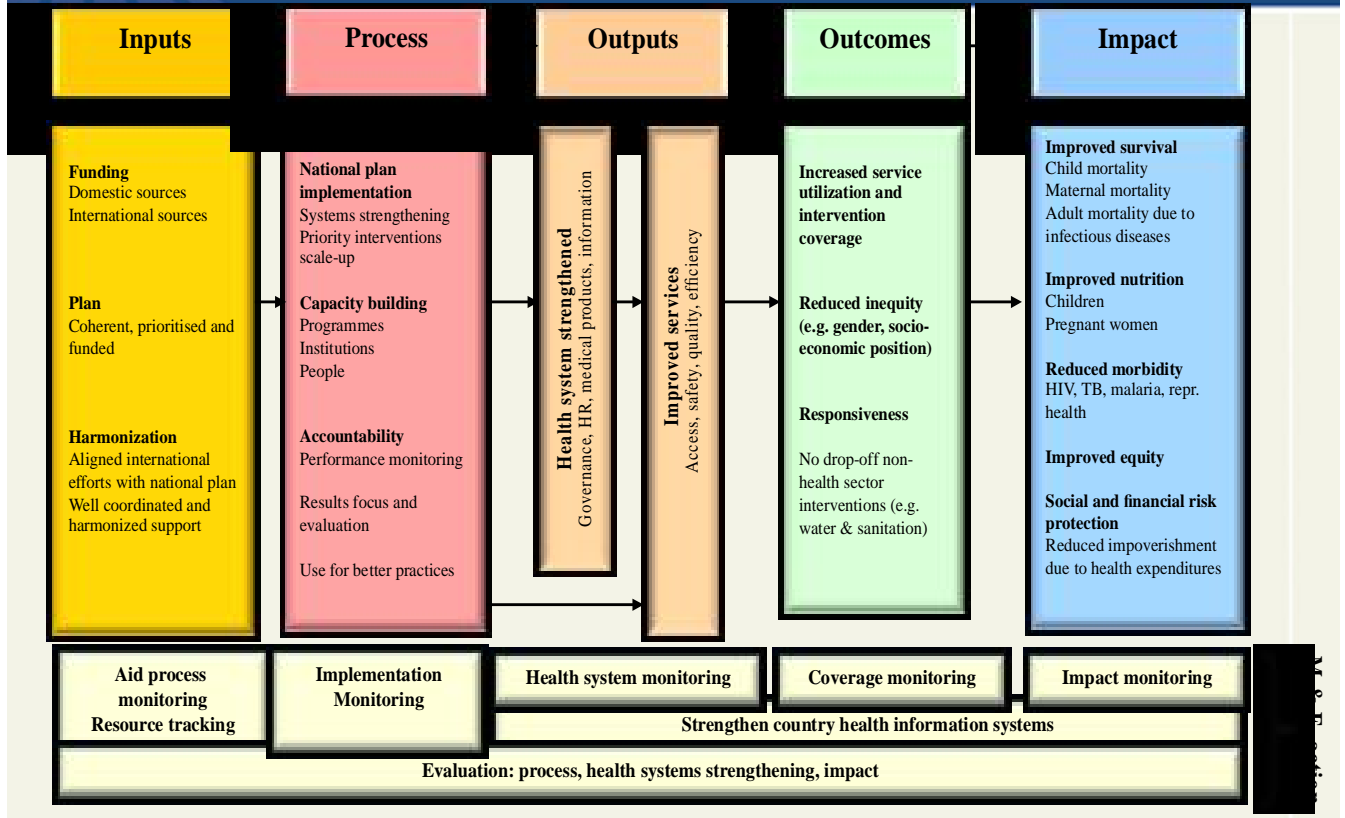 Inputs
Process
Outputs
Outcomes
Impact
Funding
Domestic sources
International sources
Plan
Coherent, prioritised and
funded
Harmonization
Aligned international
efforts with national plan
Well coordinated and
harmonized support
National plan
implementation
Systems strengthening
Priority interventions
scale-up
Capacity building
Programmes
Institutions
People
Accountability
Performance monitoring
Results focus and
evaluation
Use for better practices
Health system strengthened
Governance, HR, medical products, information
Improved services
Access, safety, quality, efficiency
Increased service
utilization and
intervention
coverage
Reduced inequity
(e.g. gender, socio-
economic position)
Responsiveness
No drop-off non-
health sector
interventions (e.g.
water & sanitation)
Improved survival
Child mortality
Maternal mortality
Adult mortality due to
infectious diseases
Improved nutrition
Children
Pregnant women
Reduced morbidity
HIV, TB, malaria, repr.
health
Improved equity
Social and financial risk
protection
Reduced impoverishment
due to health expenditures
Aid process
monitoring
Resource tracking
Implementation
Monitoring
Health system monitoring
Coverage monitoring
Impact monitoring
Strengthen country health information systems
Evaluation: process, health systems strengthening, impact